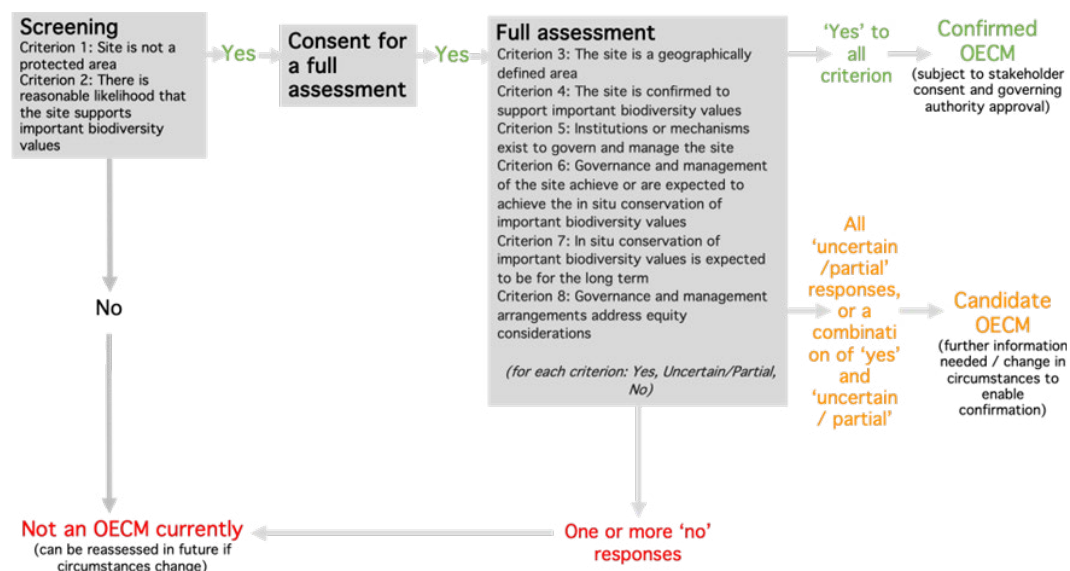 Screening
Criterion 1: Site is not a
protected area
Criterion 2: There is
reasonable likelihood that
the site supports
important biodiversity
values
Yes
Consent for
a full
assessment
Yes
Full assessment
Criterion 3: The site is a geographically
defined area
Criterion 4: The site is confirmed to
support important biodiversity values
Criterion 5: Institutions or mechanisms
exist to govern and manage the site
Criterion 6: Governance and management
of the site achieve or are expected to
achieve the in situ conservation of
important biodiversity values
Criterion 7: In situ conservation of
important biodiversity values is expected
to be for the long term
Criterion 8: Governance and management
arrangements address equity
considerations
(for each criterion: Yes, Uncertain/Partial,
No)
‘Yes’ to
all
criterion
Confirmed
OECM
(subject to stakeholder
consent and governing
authority approval)
All
‘uncertain
/partial’
responses,
or a
combinati
on of ‘yes’
and
‘uncertain
/ partial’
Candidate
OECM
(further information
needed / change in
circumstances to
enable
confirmation)
No
One or more ‘no’
responses
Not an OECM currently
(can be reassessed in future if
circumstances change)